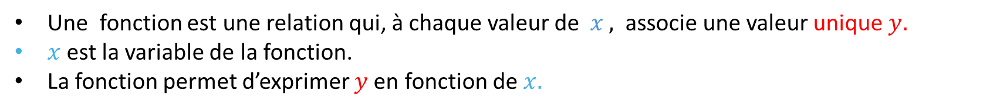 • Une fonction est une relation qui, à chaque valeur de x , associe une valeur unique y.
• x est la variable de la fonction.
• La fonction permet d’exprimer y en fonction de x.